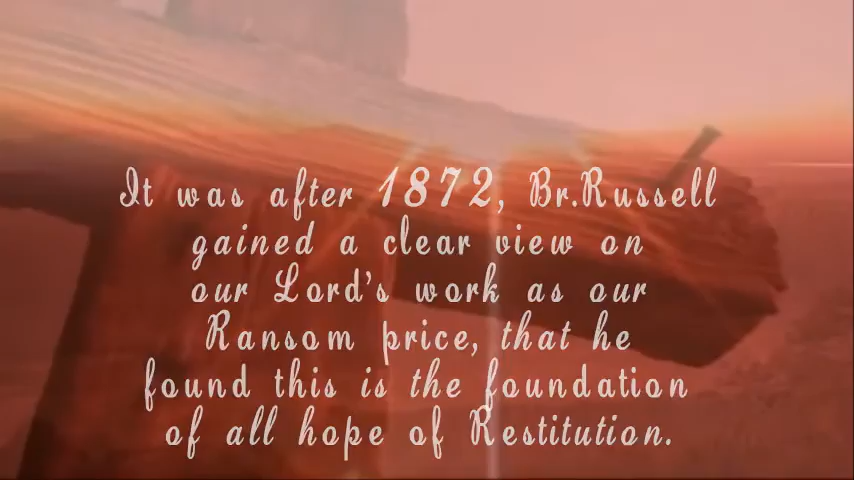 It was after 1872, Br.Russell
gained a clear view on
our Lord's work as our
Ransom price, that he
found this is the foundation
of all hope of Restitution.